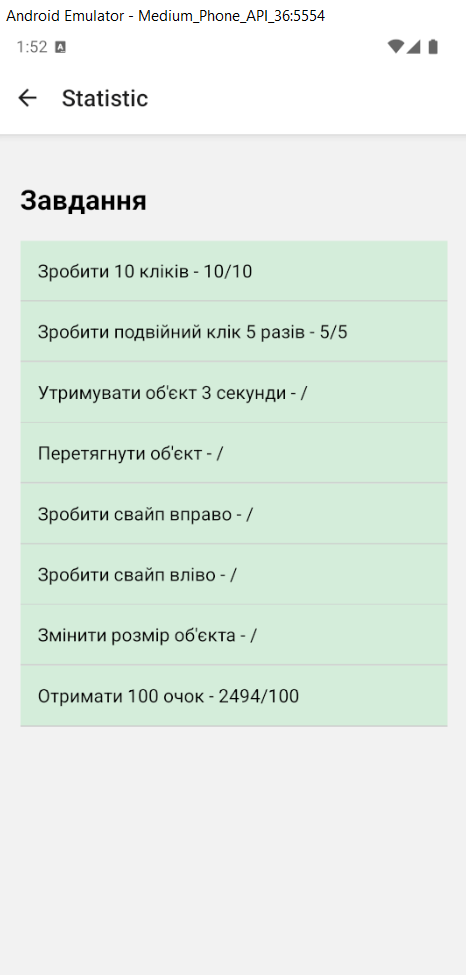 Android Emulator - Medium_Phone_API_36:5554
1:52
Statistic
Завдання
Зробити 10 кліків - 10/10
Зробити подвійний клік 5 разів - 5/5
Утримувати об'єкт 3 секунди - /
Перетягнути об'єкт - /
Зробити свайп вправо - /
Зробити свайп вліво - /
Змінити розмір об'єкта - /
Отримати 100 очок - 2494/100